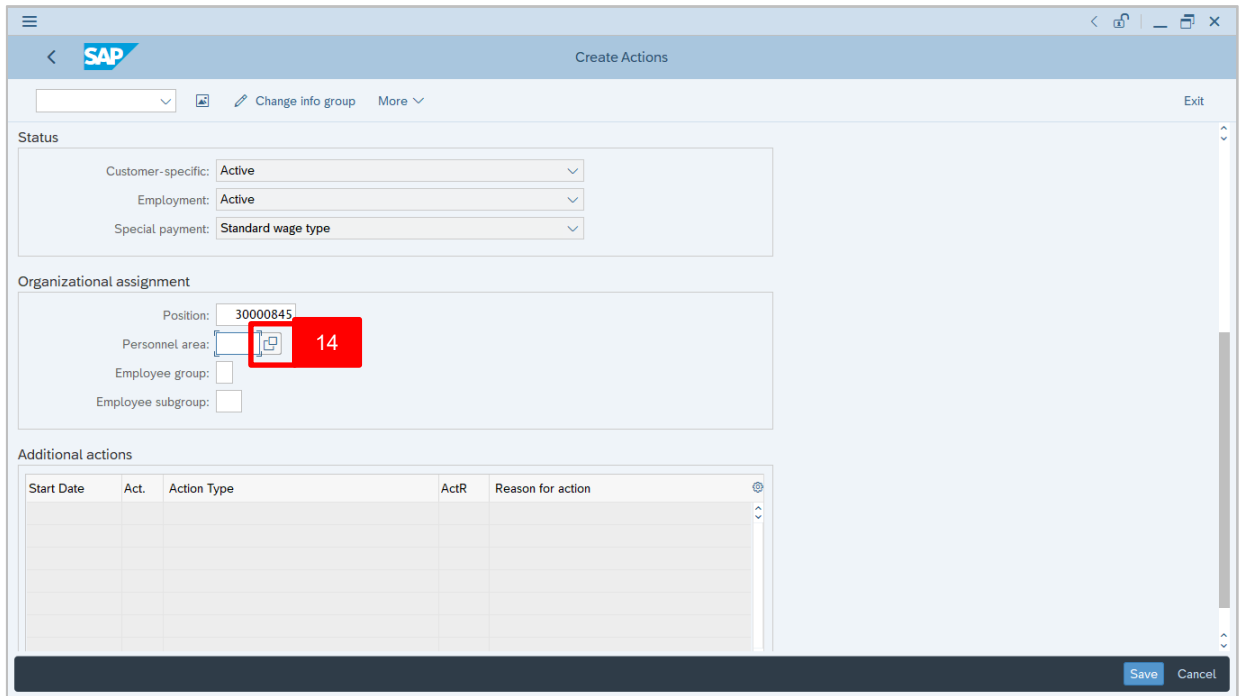 SAP
Create Actions
Change info group More Exit
Status
Customer-specific: Active
Employment: Active
Special payment: Standard wage type
Organizational assignment
Position: 30000845
Personnel area: 14
Employee group:
Employee subgroup:
Additional actions
Start Date Act. Action Type ActR Reason for action
Save Cancel